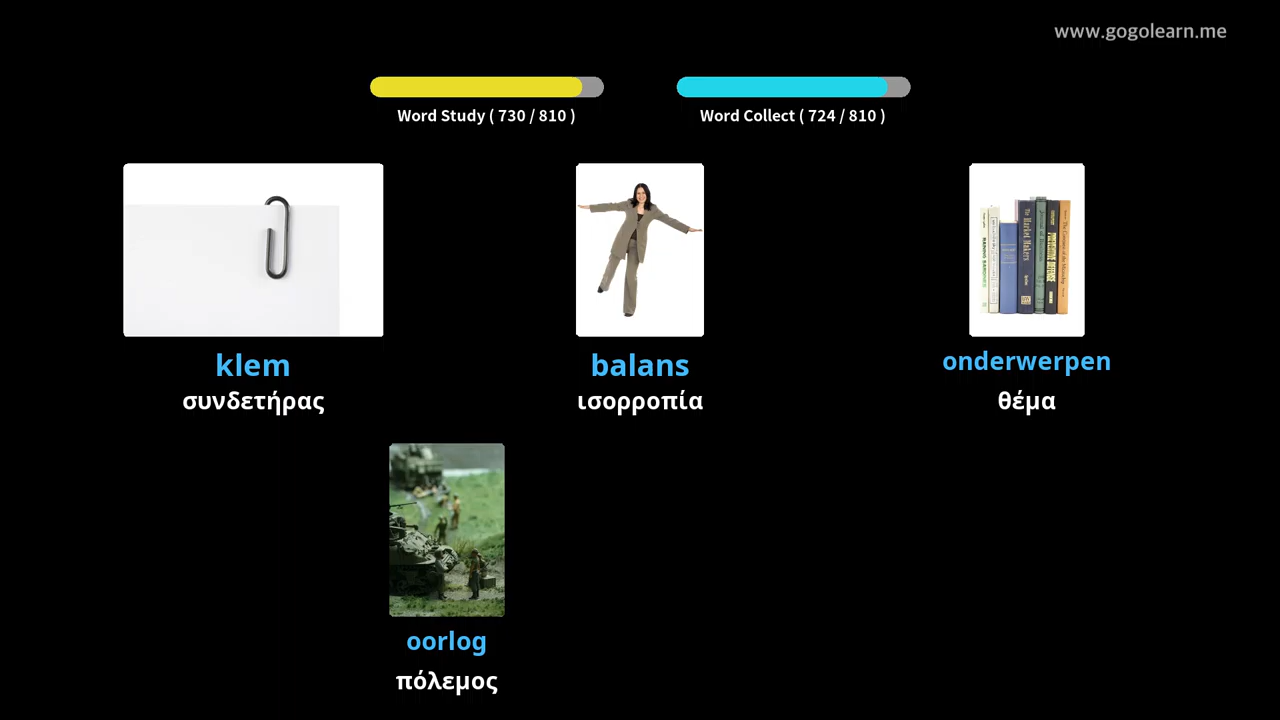 www.gogolearn.me
Word Study ( 730 / 810 )
Word Collect ( 724 / 810 )
klem
συνδετήρας
balans
ισορροπία
onderwerpen
θέμα
oorlog
πόλεμος